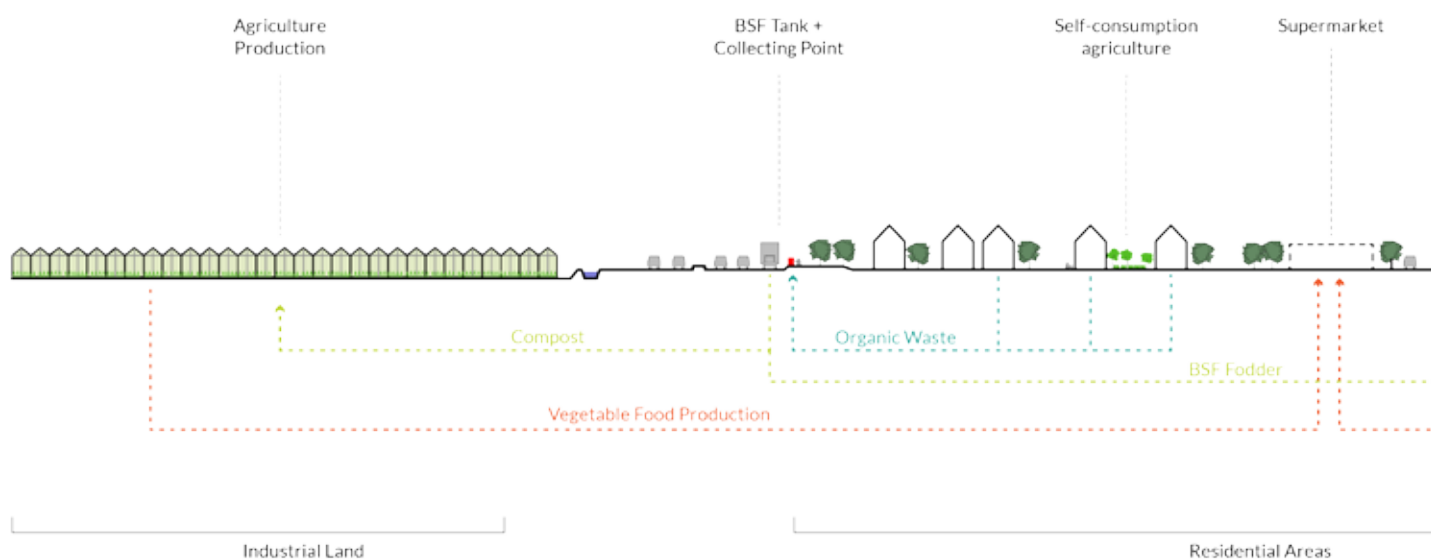 Agriculture
Production
BSF Tank +
Collecting Point
Self-consumption
agriculture
Supermarket
Compost
Organic Waste
BSF Fodder
Vegetable Food Production
Industrial Land
Residential Areas